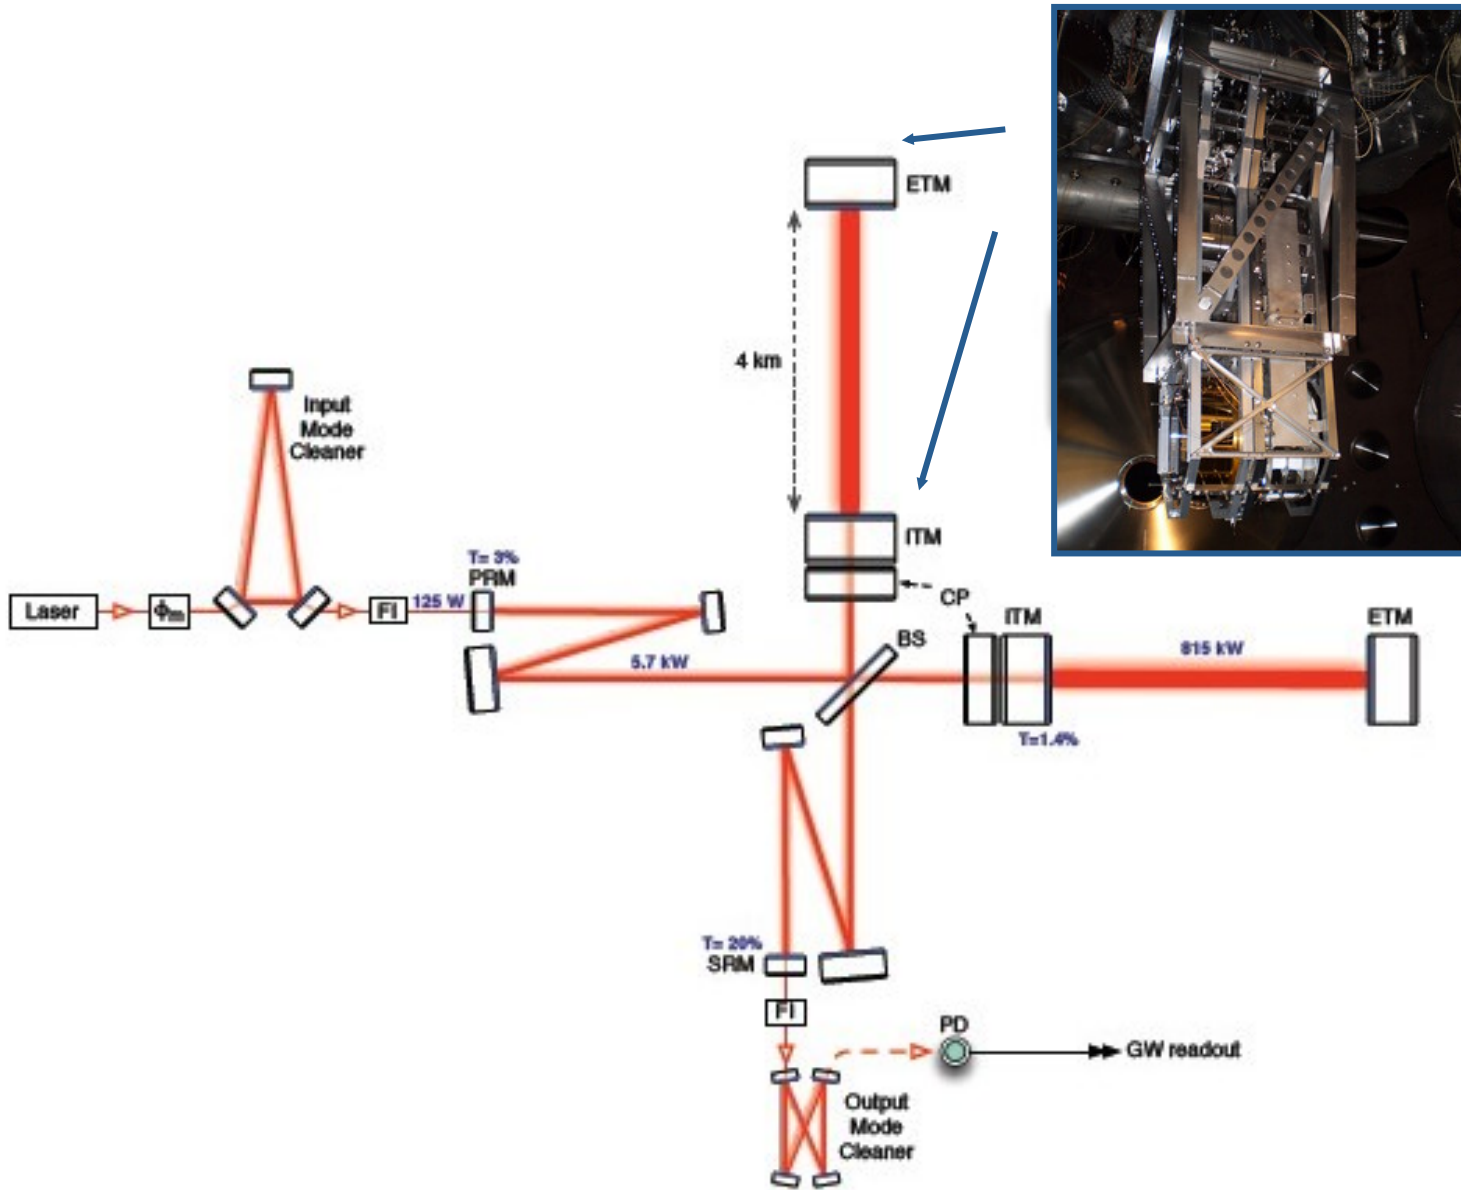 ETM
4 km
Input
Mode
Cleaner
ITM
T= 3%
PRM
Laser
Φm
FI
125 W
CP
ITM
ETM
BS
5.7 kW
815 kW
T=1.4%
T= 20%
SRM
FI
PD
GW readout
Output
Mode
Cleaner